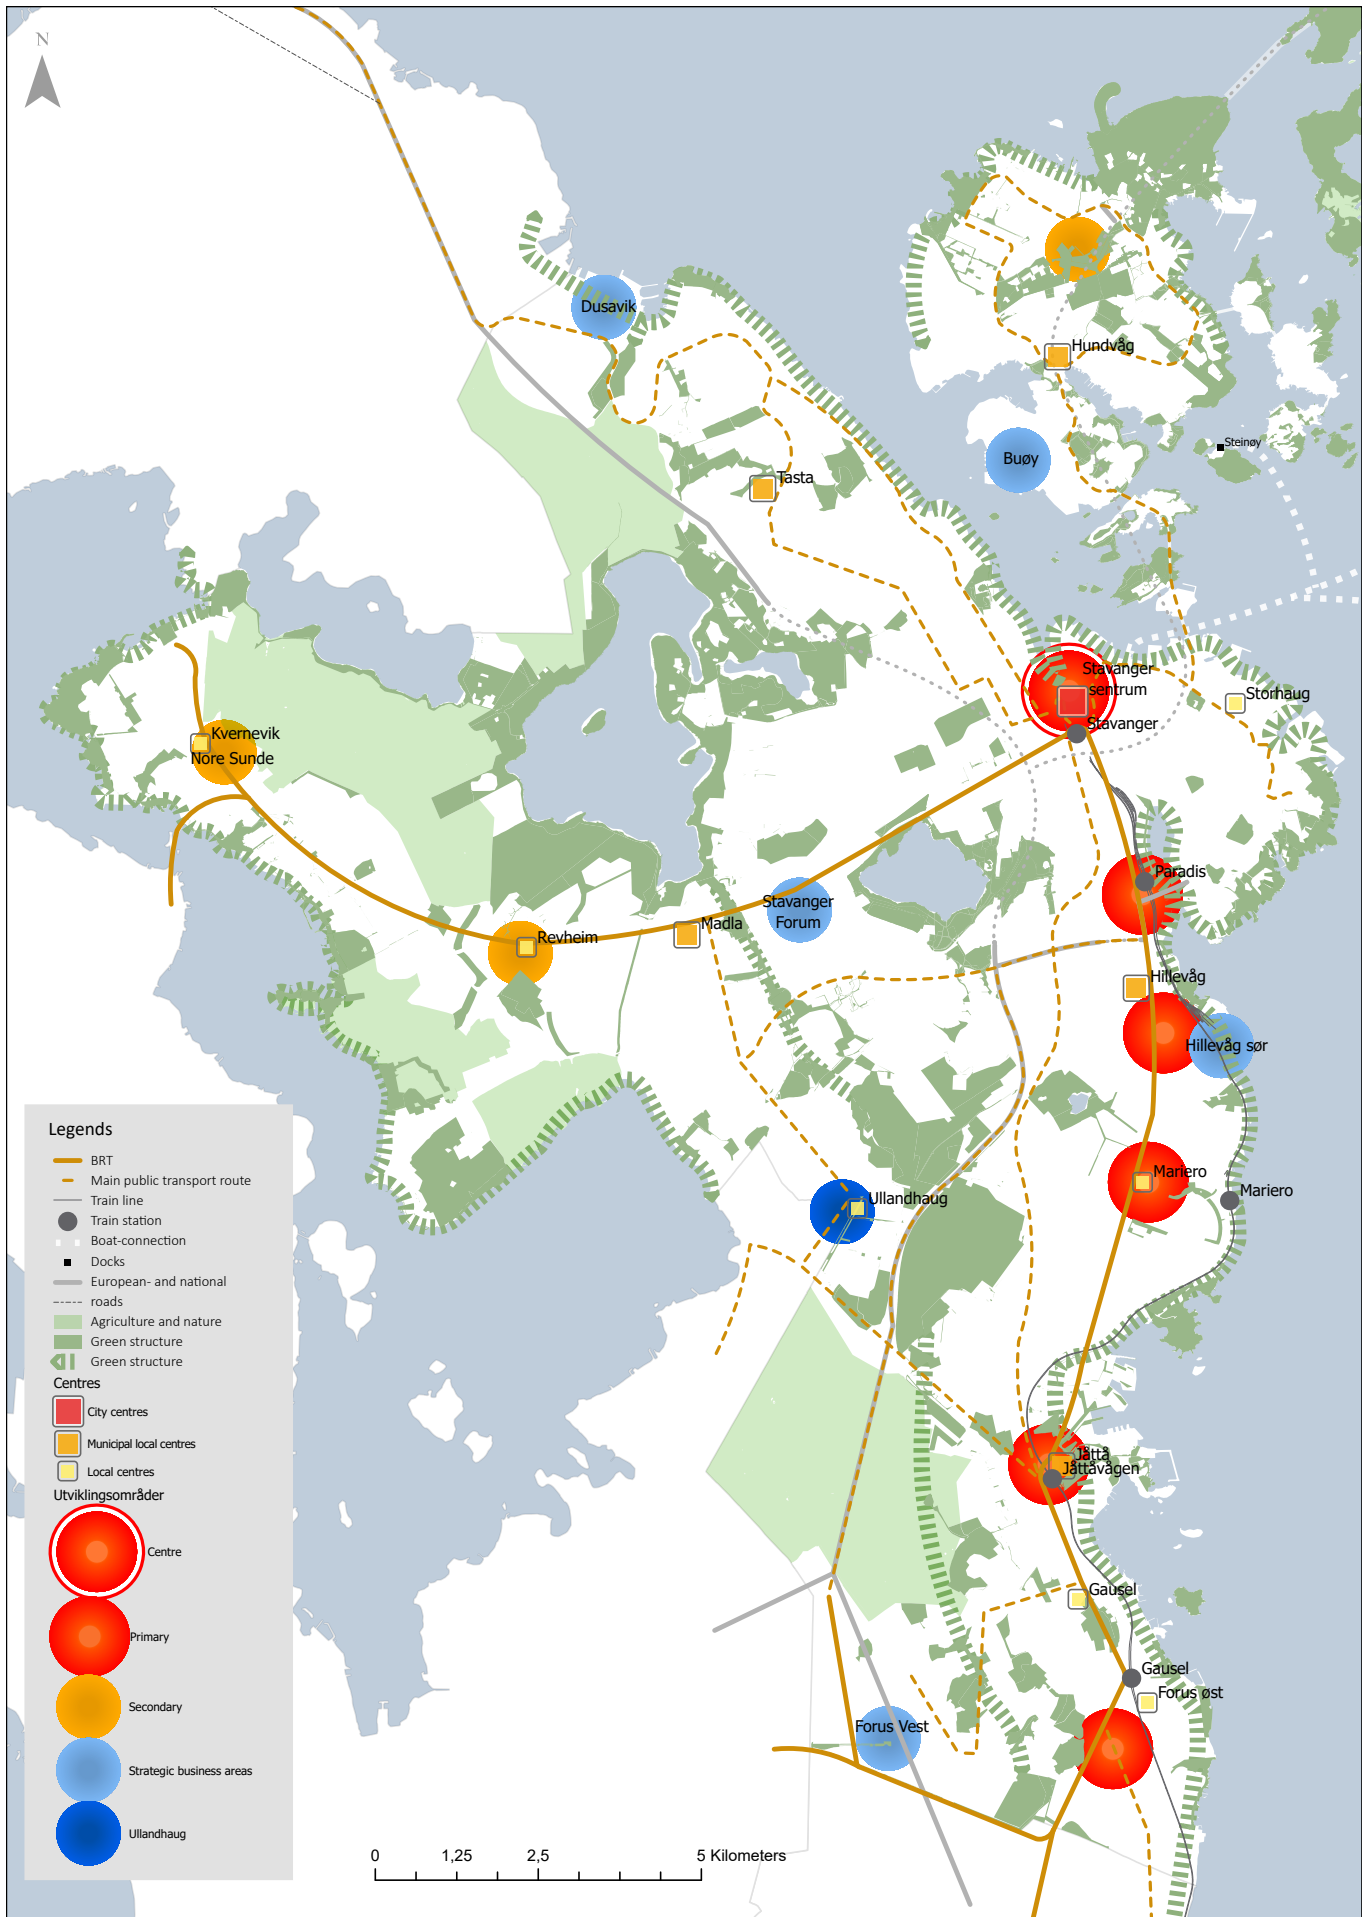 N
Dusavik
Hundvåg
Steinøy
Buøy
Tasta
Stavanger
sentrum
Storhaug
Stavanger
Kvernevik
Nore Sunde
Paradis
Stavanger
Forum
Madla
Revheim
Hillevåg
Hillevåg sør
Mariero
Mariero
Ullandhaug
Jåttå
Jåttåvågen
Gausel
Gausel
Forus øst
Forus Vest
Legends
BRT
Main public transport route
Train line
Train station
Boat-connection
Docks
European- and national
roads
Agriculture and nature
Green structure
Green structure
Centres
City centres
Municipal local centres
Local centres
Utviklingsområder
Centre
Primary
Secondary
Strategic business areas
Ullandhaug
0 1,25 2,5 5 Kilometers